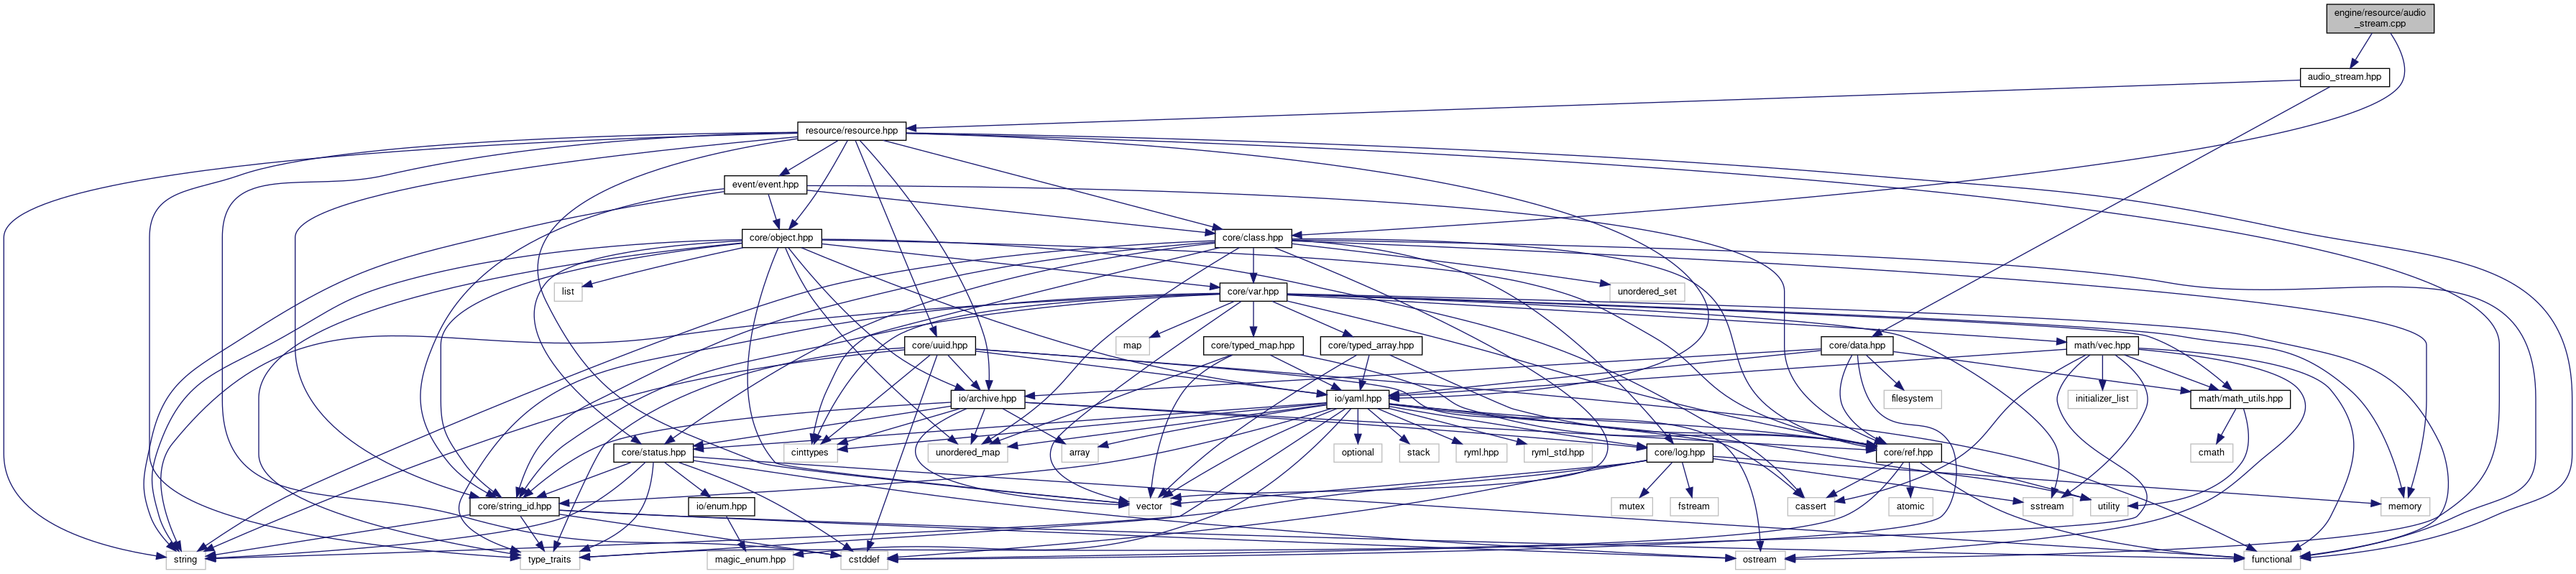 engine/resource/audio
_stream.cpp
audio_stream.hpp
resource/resource.hpp
event/event.hpp
core/object.hpp
core/class.hpp
list
core/var.hpp
unordered_set
map
core/uuid.hpp
core/typed_map.hpp
core/typed_array.hpp
core/data.hpp
math/vec.hpp
io/archive.hpp
io/yaml.hpp
filesystem
initializer_list
math/math_utils.hpp
core/status.hpp
cinttypes
unordered_map
array
optional
stack
ryml.hpp
ryml_std.hpp
core/log.hpp
core/ref.hpp
cmath
core/string_id.hpp
io/enum.hpp
vector
mutex
fstream
cassert
atomic
sstream
utility
memory
string
type_traits
magic_enum.hpp
cstddef
ostream
functional